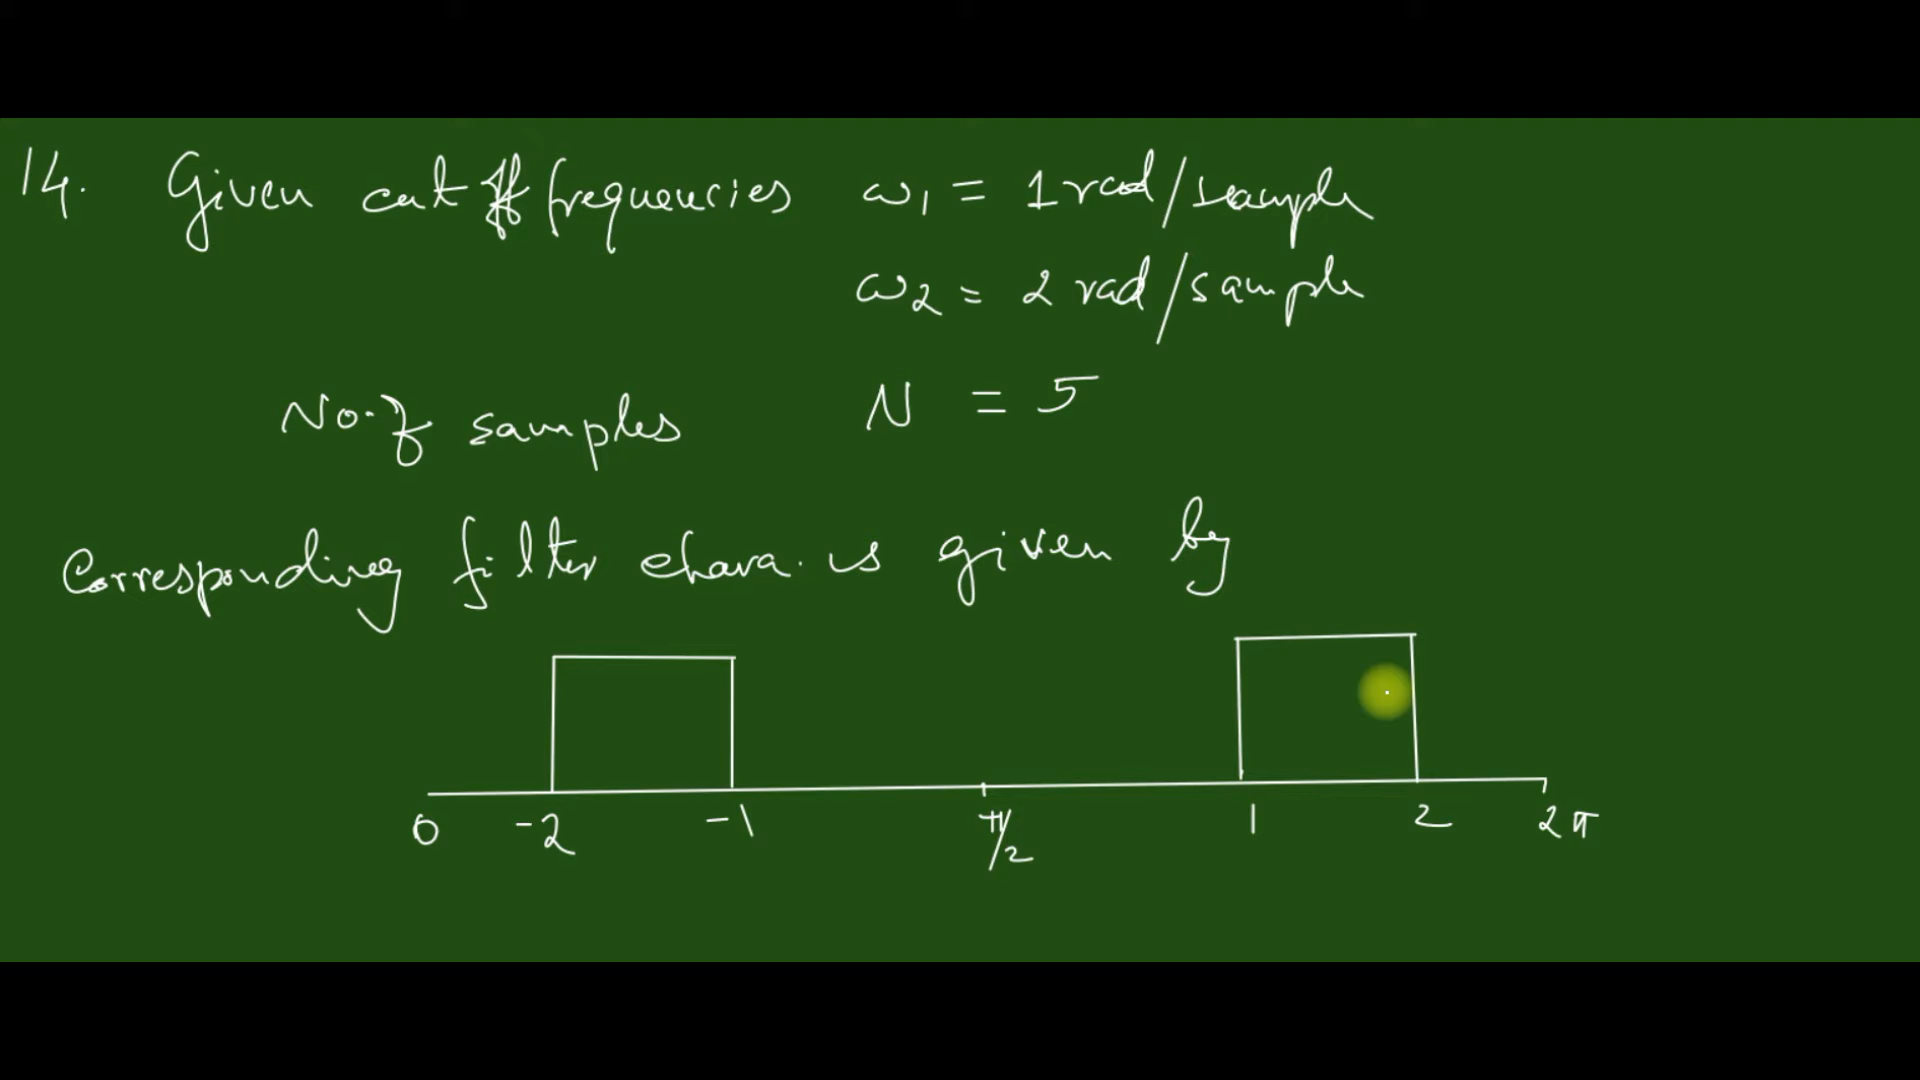 14. Given cut off frequencies ω1 = 1 rad/sample
ω2 = 2 rad/sample
No. of samples N = 5
Corresponding filter chara. is given by
0 -2 -1 π/2 1 2 2π